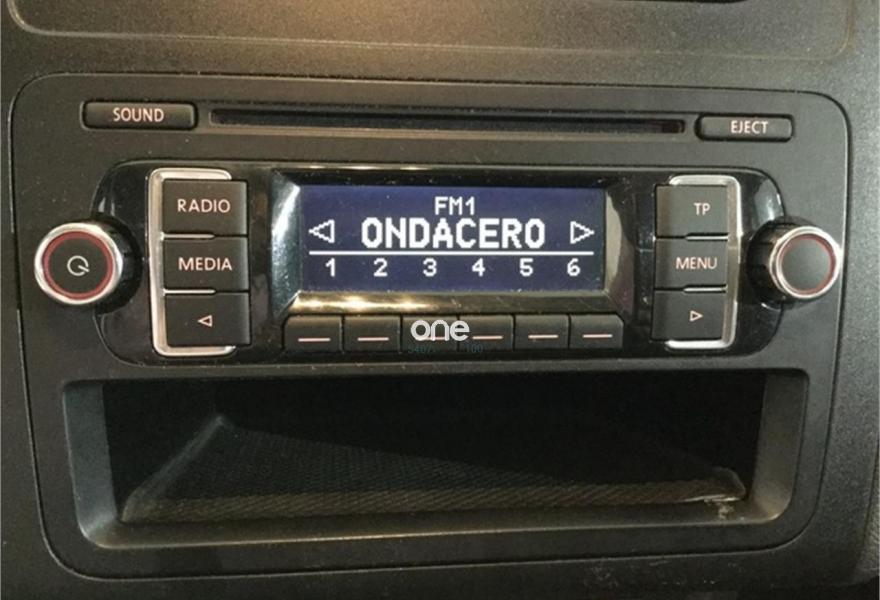 SOUND
EJECT
RADIO
MEDIA
FM1
ONDACERO
1 2 3 4 5 6
TP
MENU
one